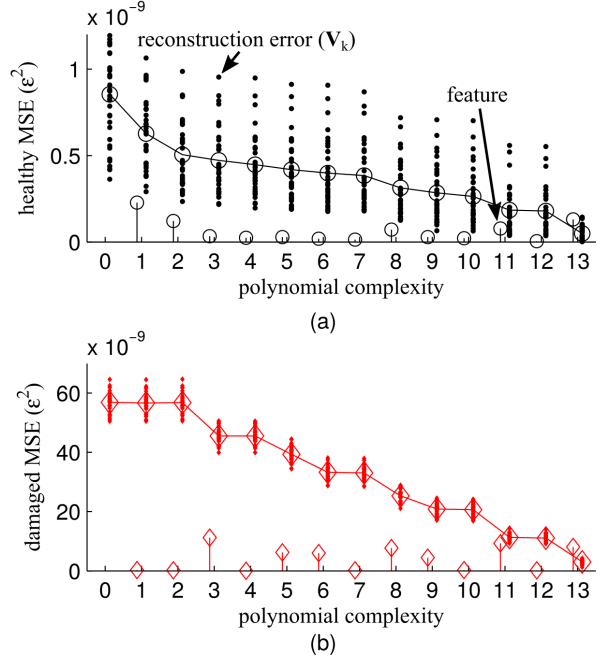 x 10⁻⁹
reconstruction error (Vₖ)
feature
healthy MSE (ε²)
1
0.5
0
0 1 2 3 4 5 6 7 8 9 10 11 12 13
polynomial complexity
(a)
x 10⁻⁹
damaged MSE (ε²)
60
40
20
0
0 1 2 3 4 5 6 7 8 9 10 11 12 13
polynomial complexity
(b)